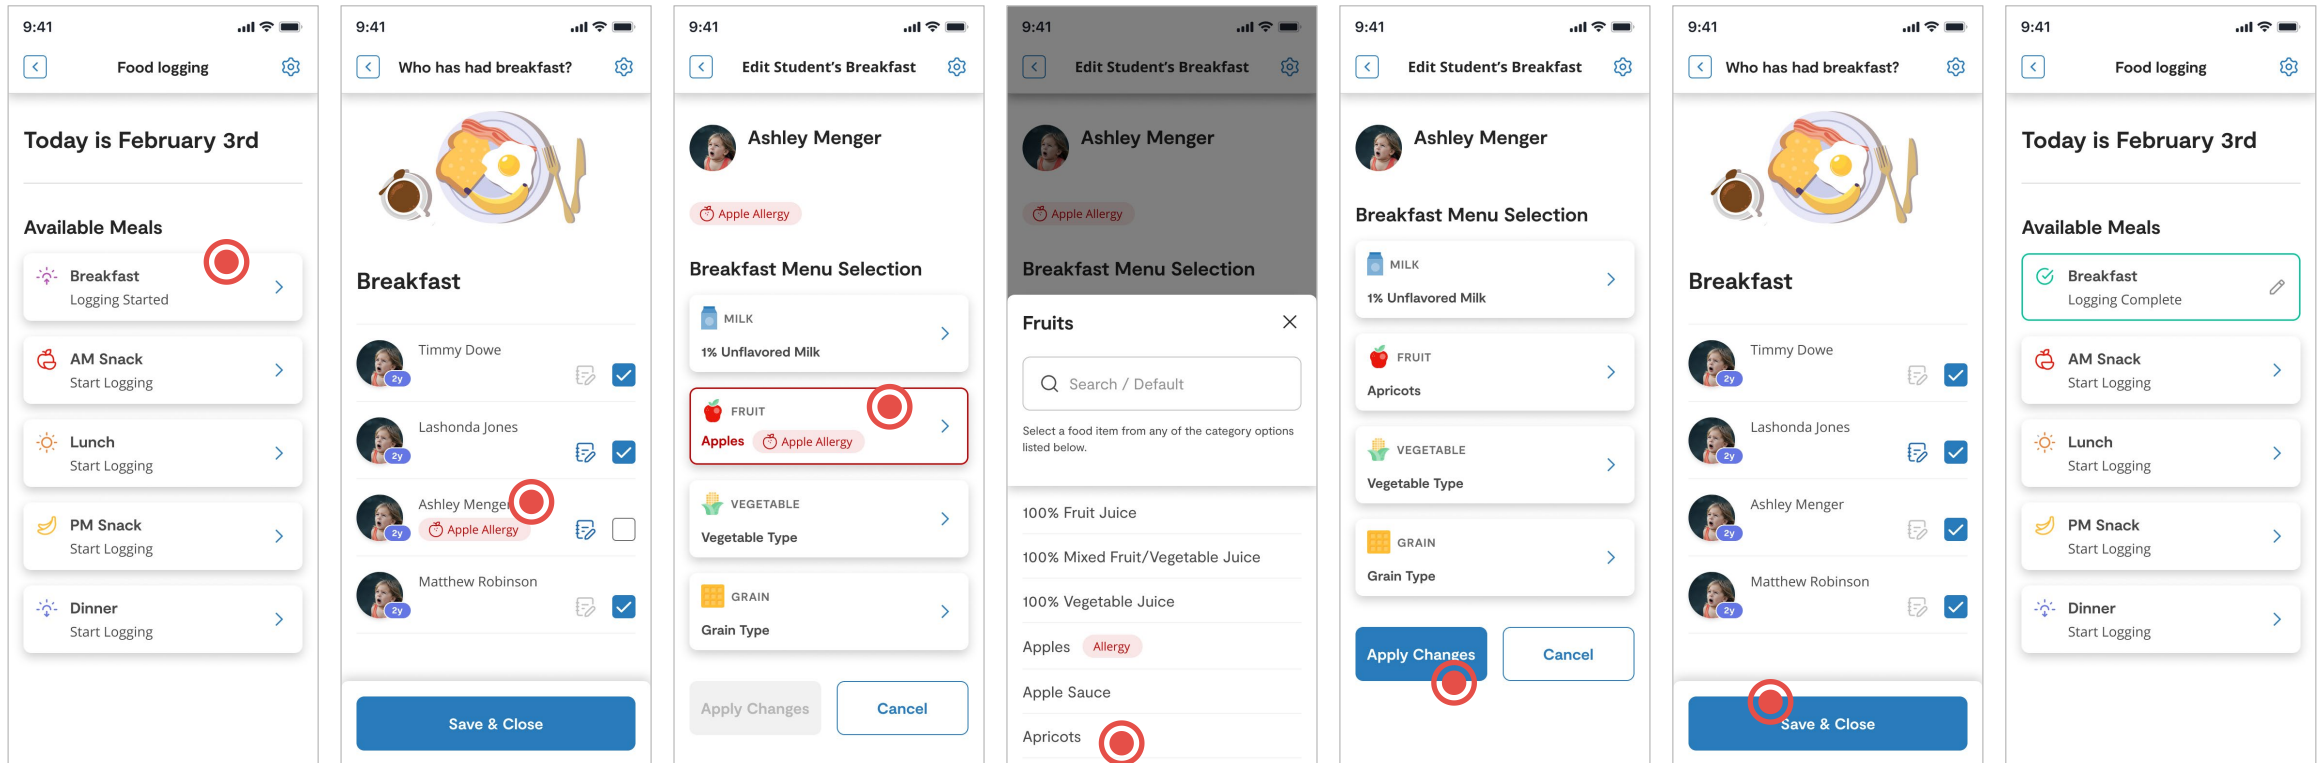 9:41
Food logging
Today is February 3rd
Available Meals
Breakfast
Logging Started
AM Snack
Start Logging
Lunch
Start Logging
PM Snack
Start Logging
Dinner
Start Logging
9:41
Who has had breakfast?
Breakfast
Timmy Dowe
2y
Lashonda Jones
2y
Ashley Menger
Apple Allergy
2y
Matthew Robinson
2y
Save & Close
9:41
Edit Student's Breakfast
Ashley Menger
Apple Allergy
Breakfast Menu Selection
MILK
1% Unflavored Milk
FRUIT
Apples Apple Allergy
VEGETABLE
Vegetable Type
GRAIN
Grain Type
Apply Changes Cancel
9:41
Edit Student's Breakfast
Ashley Menger
Apple Allergy
Breakfast Menu Selection
Fruits
Search / Default
Select a food item from any of the category options
listed below.
100% Fruit Juice
100% Mixed Fruit/Vegetable Juice
100% Vegetable Juice
Apples Allergy
Apple Sauce
Apricots
9:41
Edit Student's Breakfast
Ashley Menger
Breakfast Menu Selection
MILK
1% Unflavored Milk
FRUIT
Apricots
VEGETABLE
Vegetable Type
GRAIN
Grain Type
Apply Changes Cancel
9:41
Who has had breakfast?
Breakfast
Timmy Dowe
2y
Lashonda Jones
2y
Ashley Menger
2y
Matthew Robinson
2y
Save & Close
9:41
Food logging
Today is February 3rd
Available Meals
Breakfast
Logging Complete
AM Snack
Start Logging
Lunch
Start Logging
PM Snack
Start Logging
Dinner
Start Logging